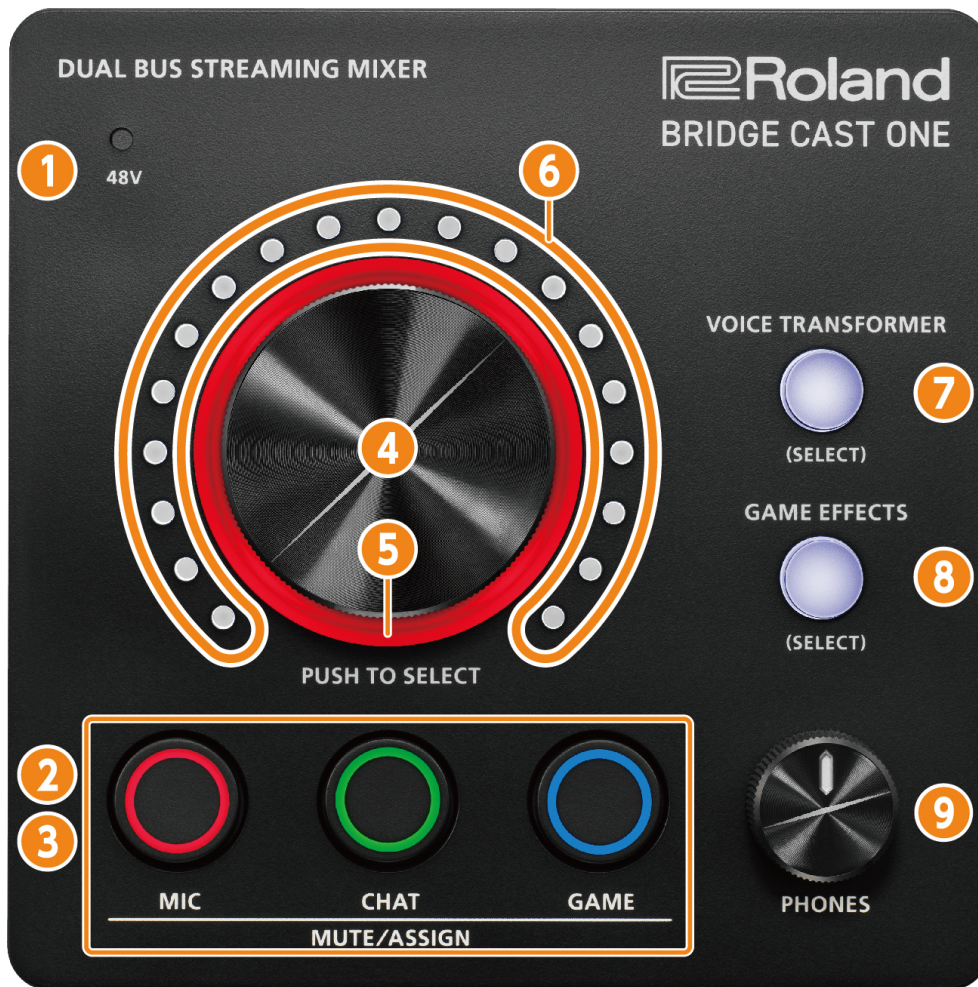 DUAL BUS STREAMING MIXER
Roland
BRIDGE CAST ONE
1
48V
6
VOICE TRANSFORMER
7
(SELECT)
4
GAME EFFECTS
5
8
(SELECT)
PUSH TO SELECT
2
3
9
MIC
CHAT
GAME
PHONES
MUTE/ASSIGN